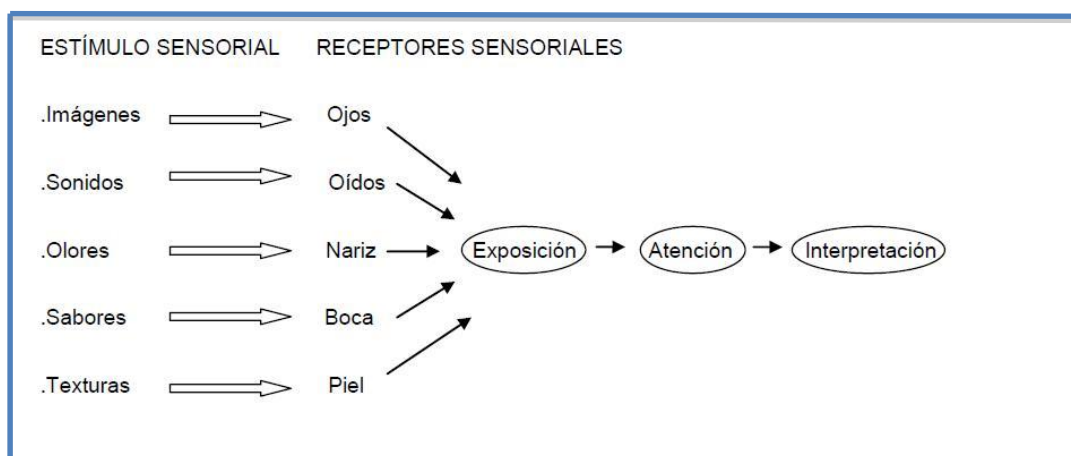 ESTÍMULO SENSORIAL RECEPTORES SENSORIALES
.Imágenes Ojos
.Sonidos Oídos
.Olores Nariz Exposición Atención Interpretación
.Sabores Boca
.Texturas Piel